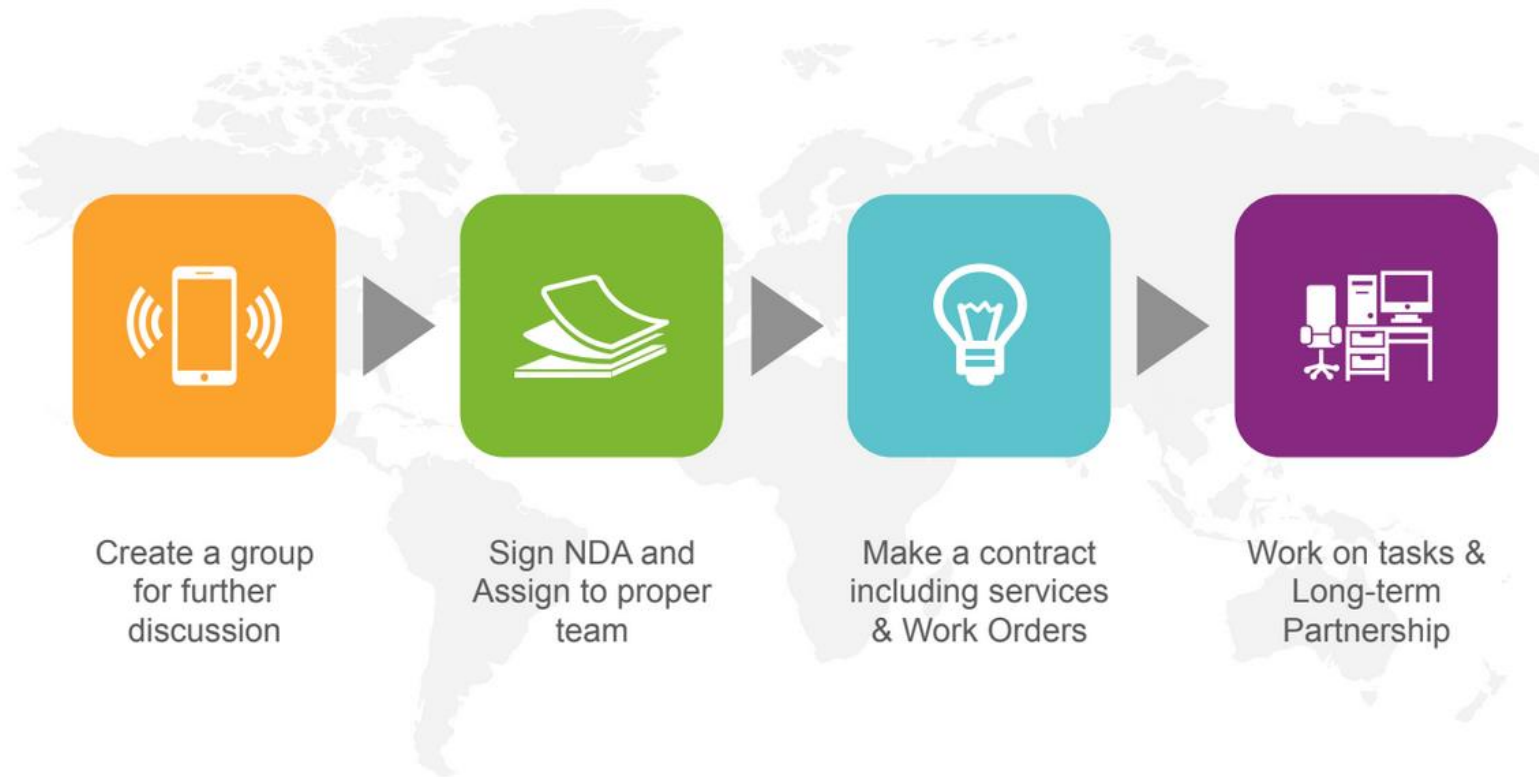 Create a group
for further
discussion
Sign NDA and
Assign to proper
team
Make a contract
including services
& Work Orders
Work on tasks &
Long-term
Partnership